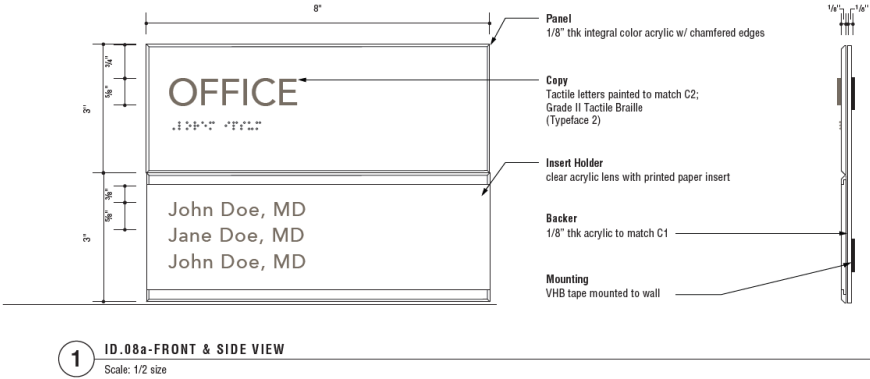 8"
1/8"
1/8"
Panel
1/8" thk integral color acrylic w/ chamfered edges
3/4"
5/8"
3"
OFFICE
Copy
Tactile letters painted to match C2;
Grade II Tactile Braille
(Typeface 2)
Insert Holder
clear acrylic lens with printed paper insert
3/8"
5/8"
3"
John Doe, MD
Jane Doe, MD
John Doe, MD
Backer
1/8" thk acrylic to match C1
Mounting
VHB tape mounted to wall
1
ID.08a-FRONT & SIDE VIEW
Scale: 1/2 size